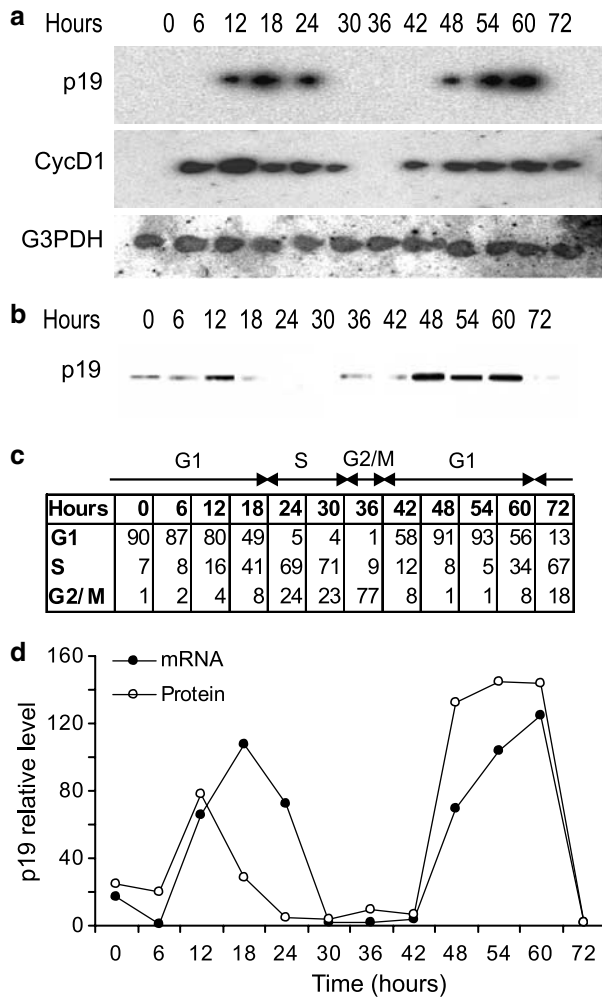 a Hours 0 6 12 18 24 30 36 42 48 54 60 72
p19
CycD1
G3PDH
b Hours 0 6 12 18 24 30 36 42 48 54 60 72
p19
c G1 S G2/M G1
Hours 0 6 12 18 24 30 36 42 48 54 60 72
G1 90 87 80 49 5 4 1 58 91 93 56 13
S 7 8 16 41 69 71 9 12 8 5 34 67
G2/ M 1 2 4 8 24 23 77 8 1 1 8 18
d
160
mRNA
Protein
120
80
40
0
p19 relative level
0 6 12 18 24 30 36 42 48 54 60 72
Time (hours)